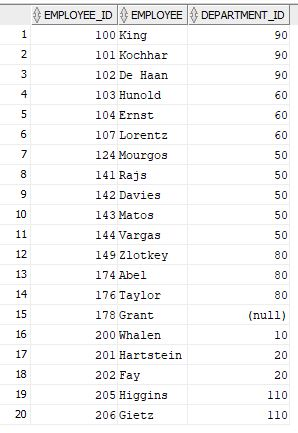 EMPLOYEE_ID EMPLOYEE DEPARTMENT_ID
1 100 King 90
2 101 Kochhar 90
3 102 De Haan 90
4 103 Hunold 60
5 104 Ernst 60
6 107 Lorentz 60
7 124 Mourgos 50
8 141 Rajs 50
9 142 Davies 50
10 143 Matos 50
11 144 Vargas 50
12 149 Zlotkey 80
13 174 Abel 80
14 176 Taylor 80
15 178 Grant (null)
16 200 Whalen 10
17 201 Hartstein 20
18 202 Fay 20
19 205 Higgins 110
20 206 Gietz 110